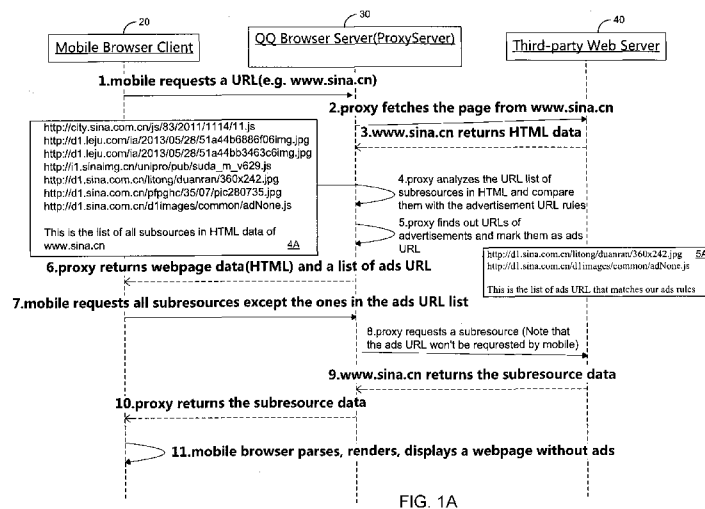 20
30
40
Mobile Browser Client
QQ Browser Server(ProxyServer)
Third-party Web Server
1.mobile requests a URL(e.g. www.sina.cn)
2.proxy fetches the page from www.sina.cn
3.www.sina.cn returns HTML data
http://city.sina.com.cn/js/83/2011/1114/11.js
http://d1.leju.com/ia/2013/05/28/51a44b6886f06img.jpg
http://d1.leju.com/ia/2013/05/28/51a44bb3463c6img.jpg
http://i1.sinaimg.cn/unipro/pub/suda_m_v629.js
http://d1.sina.com.cn/litong/duanran/360x242.jpg
http://d1.sina.com.cn/pfpghc/35/07/pic280735.jpg
http://d1.sina.com.cn/d1images/common/adNone.js
This is the list of all subsources in HTML data of
www.sina.cn
4A
4.proxy analyzes the URL list of
subresources in HTML and compare
them with the advertisement URL rules
5.proxy finds out URLs of
advertisements and mark them as ads
URL
http://d1.sina.com.cn/litong/duanran/360x242.jpg 5A
http://d1.sina.com.cn/d1images/common/adNone.js
This is the list of ads URL that matches our ads rules
6.proxy returns webpage data(HTML) and a list of ads URL
7.mobile requests all subresources except the ones in the ads URL list
8.proxy requests a subresource (Note that
the ads URL won't be requrested by mobile)
9.www.sina.cn returns the subresource data
10.proxy returns the subresource data
11.mobile browser parses, renders, displays a webpage without ads
FIG. 1A